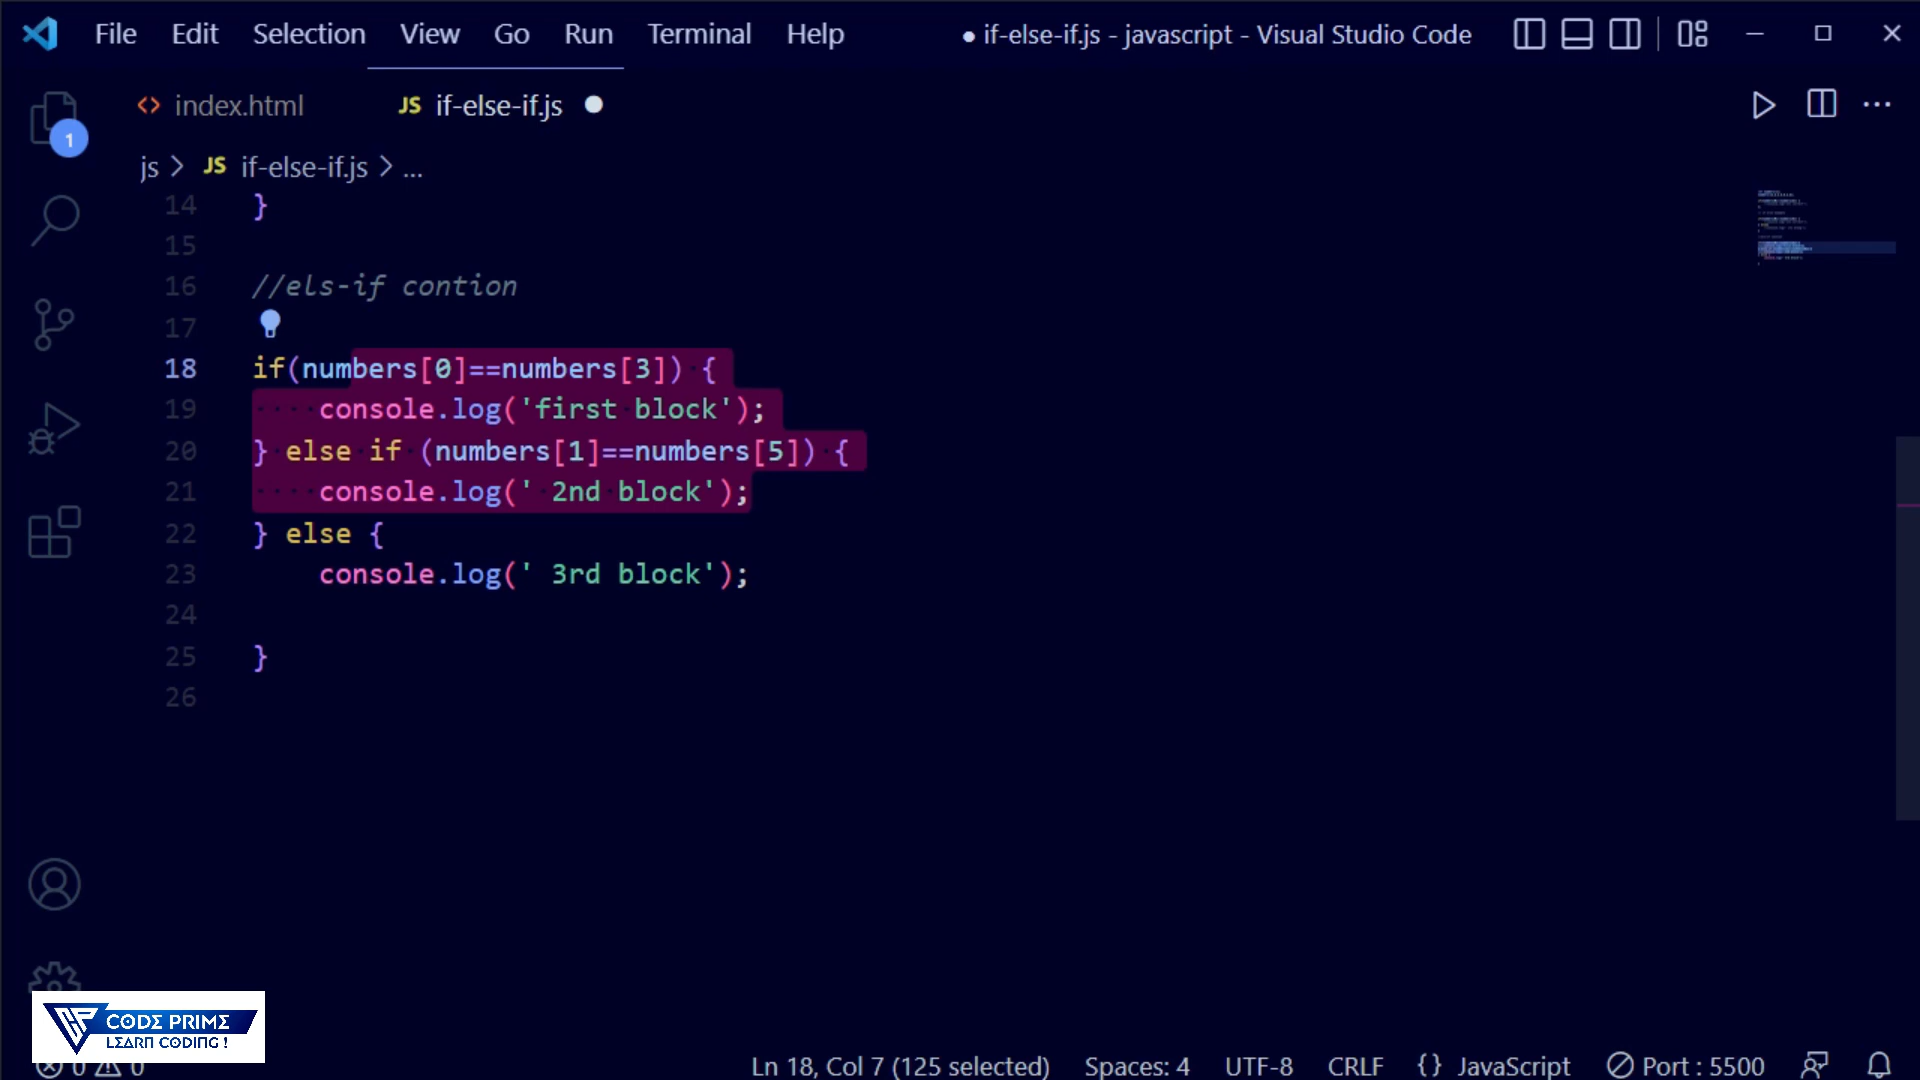 File Edit Selection View Go Run Terminal Help ● if-else-if.js - javascript - Visual Studio Code
<> index.html JS if-else-if.js ●
1
js > JS if-else-if.js > ...
14 }
15
16 //els-if contion
17
18 if(numbers[0]==numbers[3]) {
19 console.log('first block');
20 } else if (numbers[1]==numbers[5]) {
21 console.log(' 2nd block');
22 } else {
23 console.log(' 3rd block');
24
25 }
26
CODE PRIME
LEARN CODING !
0 0 Ln 18, Col 7 (125 selected) Spaces: 4 UTF-8 CRLF {} JavaScript Port : 5500